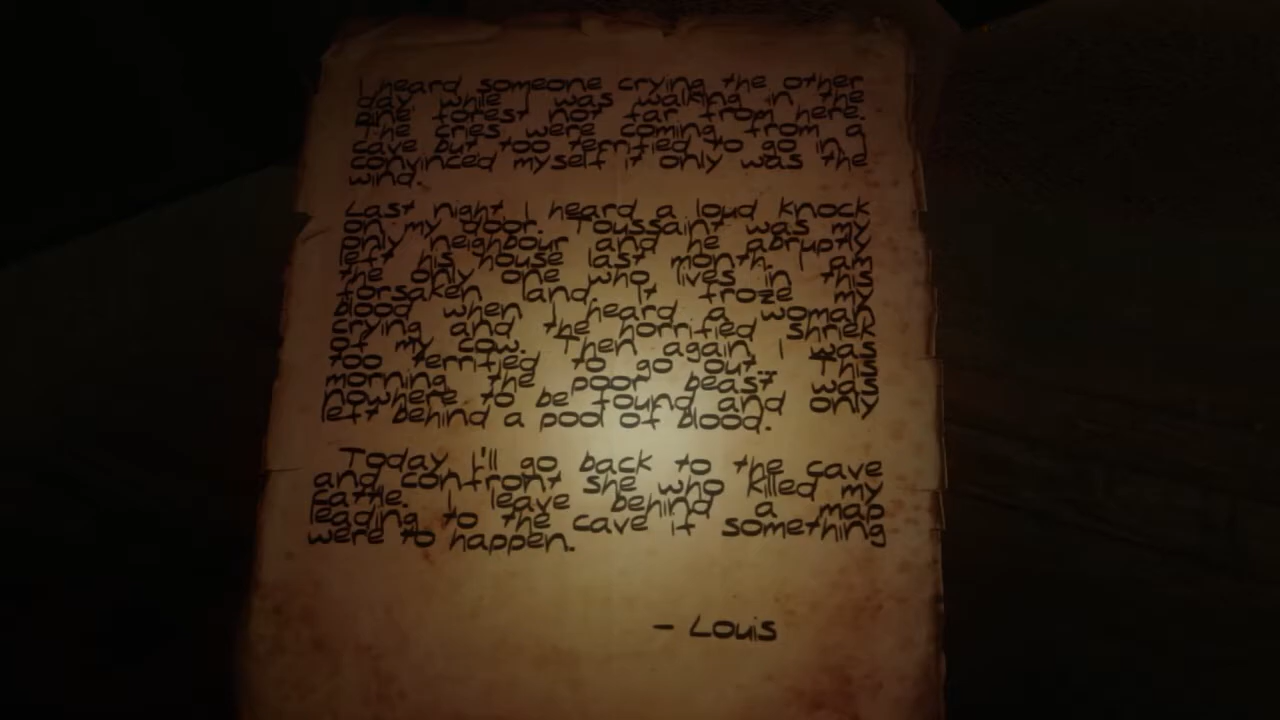 I heard someone crying the other
day while I was walking in the
pine forest not far from here.
The cries were coming from a
cave but too terrified to go in, I
convinced myself it only was the
wind.
Last night I heard a loud knock
on my door. Toussaint was my
only neighbour and he abruptly
left his house last month. I am
the only one who lives in this
forsaken land. It froze my
blood when I heard a woman
crying and the horrified shriek
of my cow. Then again, I was
too terrified to go out... This
morning the poor beast was
nowhere to be found and only
left behind a pool of blood.
Today I'll go back to the cave
and confront she who killed my
cattle. I leave behind a map
leading to the cave if something
were to happen.
- Louis